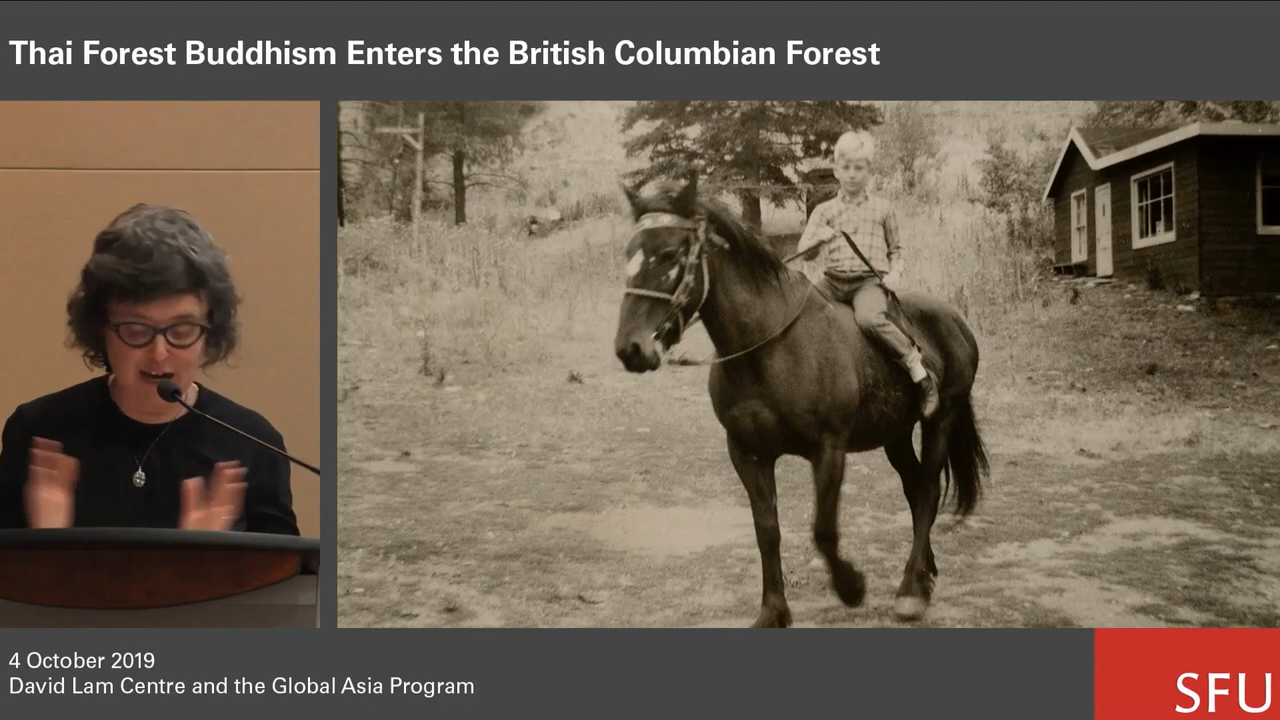 Thai Forest Buddhism Enters the British Columbian Forest
4 October 2019
David Lam Centre and the Global Asia Program
SFU